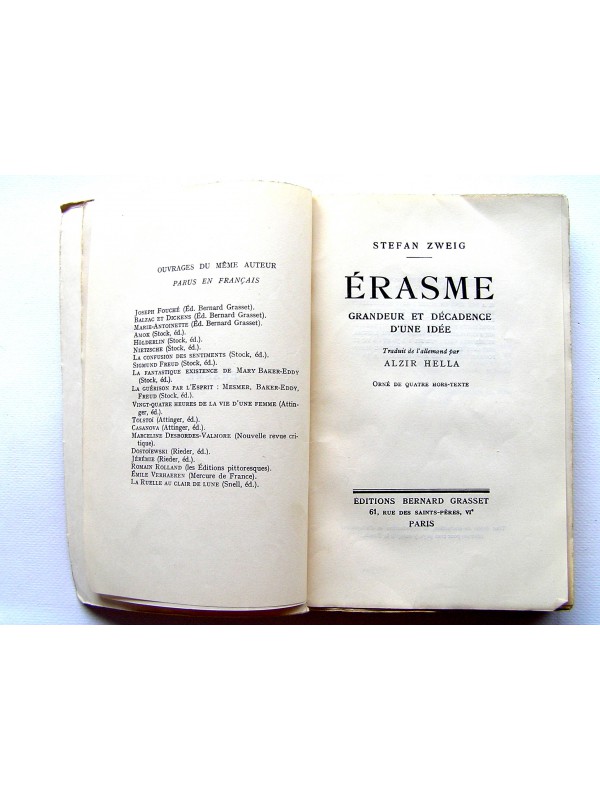 OUVRAGES DU MÊME AUTEUR
PARUS EN FRANÇAIS
JOSEPH FOUCHÉ (Éd. Bernard Grasset).
BALZAC ET DICKENS (Éd. Bernard Grasset).
MARIE-ANTOINETTE (Éd. Bernard Grasset).
AMOK (Stock, éd.).
HÖLDERLIN (Stock, éd.).
NIETZSCHE (Stock, éd.).
LA CONFUSION DES SENTIMENTS (Stock, éd.).
SIGMUND FREUD (Stock, éd.).
LA FANTASTIQUE EXISTENCE DE MARY BAKER-EDDY
(Stock, éd.).
LA GUÉRISON PAR L'ESPRIT : MESMER, BAKER-EDDY,
FREUD (Stock, éd.).
VINGT-QUATRE HEURES DE LA VIE D'UNE FEMME (Attin-
ger, éd.).
TOLSTOÏ (Attinger, éd.).
CASANOVA (Attinger, éd.).
MARCELINE DESBORDES-VALMORE (Nouvelle revue cri-
tique).
DOSTOÏEWSKI (Rieder, éd.).
JÉRÉMIE (Rieder, éd.).
ROMAIN ROLLAND (les Éditions pittoresques).
ÉMILE VERHAEREN (Mercure de France).
LA RUELLE AU CLAIR DE LUNE (Snell, éd.).
STEFAN ZWEIG
ÉRASME
GRANDEUR ET DÉCADENCE
D'UNE IDÉE
Traduit de l'allemand par
ALZIR HELLA
ORNÉ DE QUATRE HORS-TEXTE
EDITIONS BERNARD GRASSET
61, RUE DES SAINTS-PÈRES, VIe
PARIS